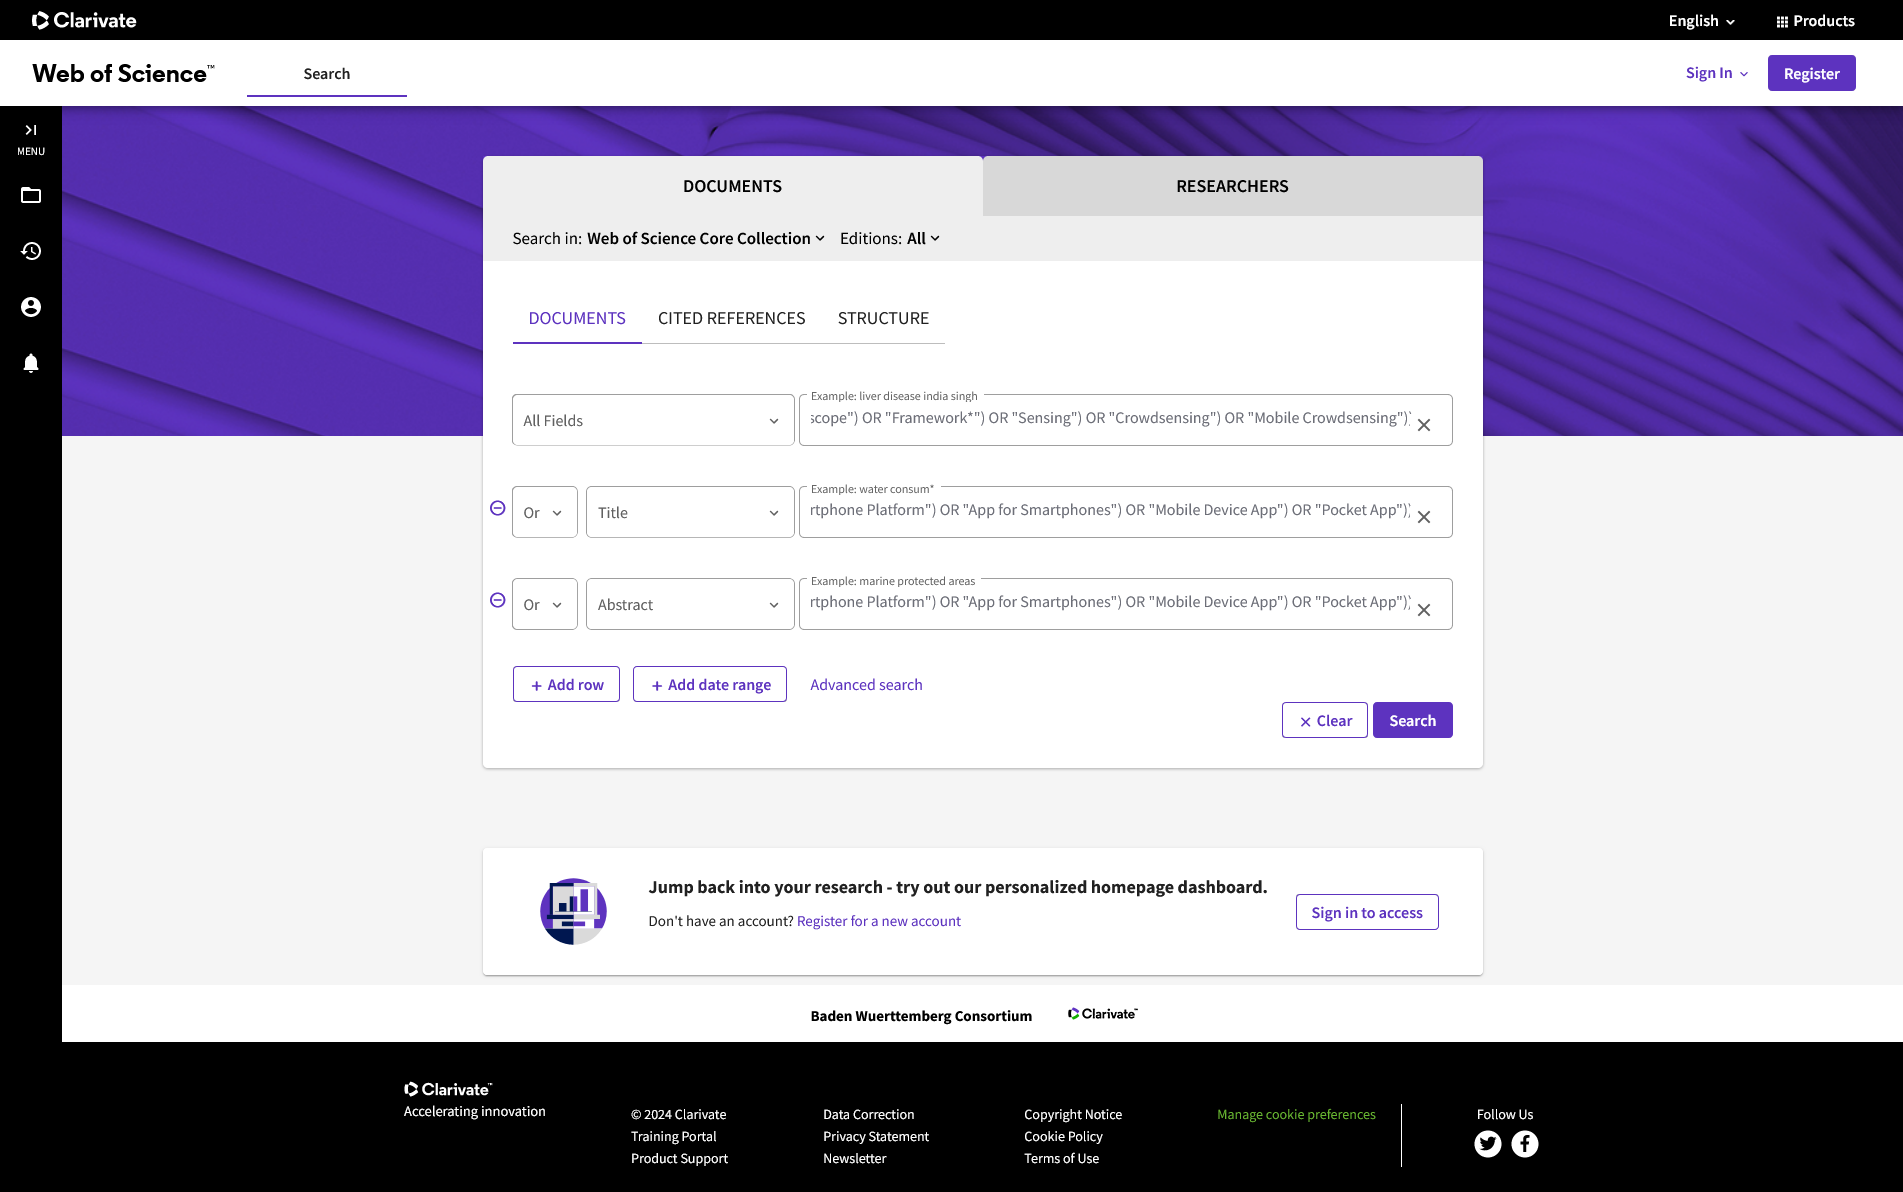 Clarivate
English
Products
Web of Science™
Search
Sign In
Register
MENU
DOCUMENTS
RESEARCHERS
Search in: Web of Science Core Collection
Editions: All
DOCUMENTS
CITED REFERENCES
STRUCTURE
All Fields
Example: liver disease india singh
scope") OR "Framework*") OR "Sensing") OR "Crowdsensing") OR "Mobile Crowdsensing"))
Or
Title
Example: water consum*
rtphone Platform") OR "App for Smartphones") OR "Mobile Device App") OR "Pocket App"))
Or
Abstract
Example: marine protected areas
rtphone Platform") OR "App for Smartphones") OR "Mobile Device App") OR "Pocket App"))
+ Add row
+ Add date range
Advanced search
× Clear
Search
Jump back into your research - try out our personalized homepage dashboard.
Don't have an account? Register for a new account
Sign in to access
Baden Wuerttemberg Consortium
Clarivate™
Clarivate™
Accelerating innovation
© 2024 Clarivate
Training Portal
Product Support
Data Correction
Privacy Statement
Newsletter
Copyright Notice
Cookie Policy
Terms of Use
Manage cookie preferences
Follow Us